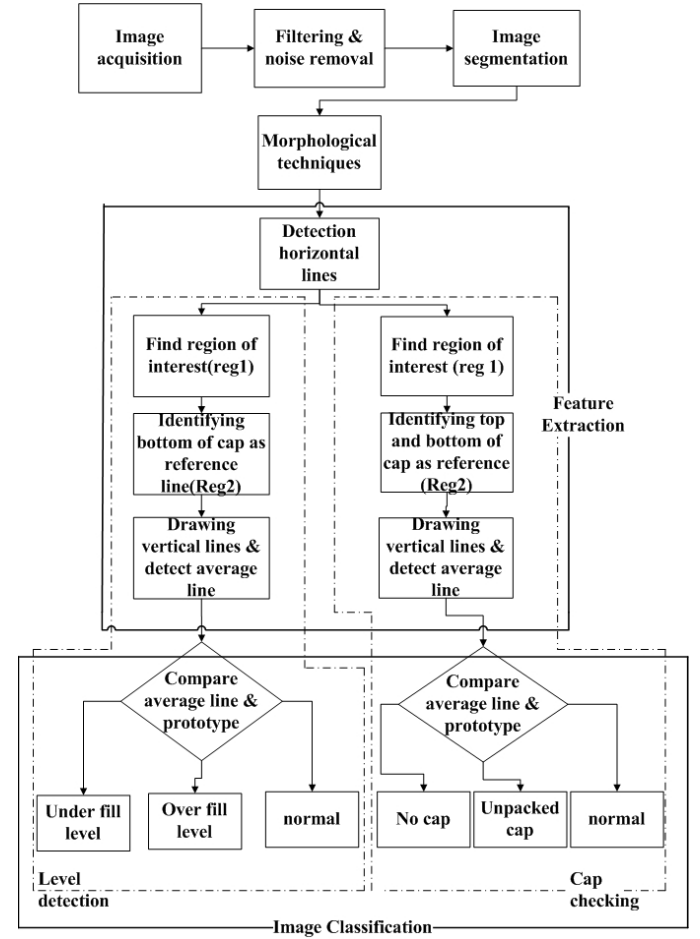 Image
acquisition
Filtering &
noise removal
Image
segmentation
Morphological
techniques
Detection
horizontal
lines
Find region of
interest(reg1)
Identifying
bottom of cap as
reference
line(Reg2)
Drawing
vertical lines &
detect average
line
Find region of
interest (reg 1)
Identifying top
and bottom of
cap as reference
(Reg2)
Drawing
vertical lines &
detect average
line
Feature
Extraction
Compare
average line &
prototype
Compare
average line &
prototype
Under fill
level
Over fill
level
normal
No cap
Unpacked
cap
normal
Level
detection
Cap
checking
Image Classification